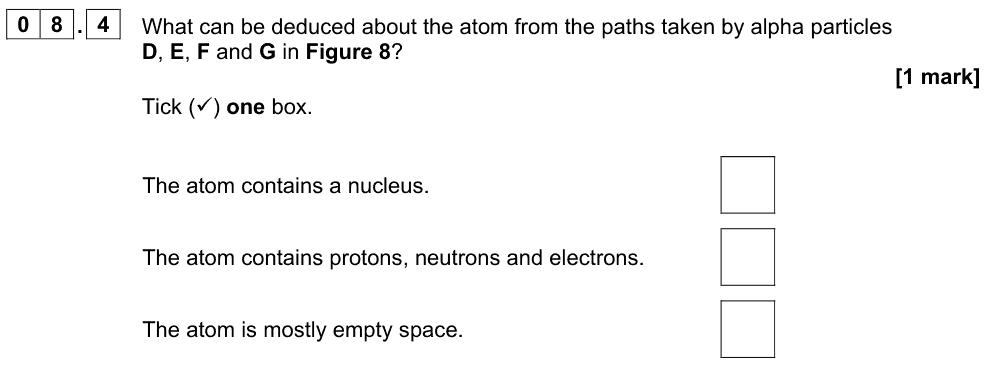 0 8 . 4 What can be deduced about the atom from the paths taken by alpha particles
D, E, F and G in Figure 8?
[1 mark]
Tick (✓) one box.
The atom contains a nucleus.
The atom contains protons, neutrons and electrons.
The atom is mostly empty space.